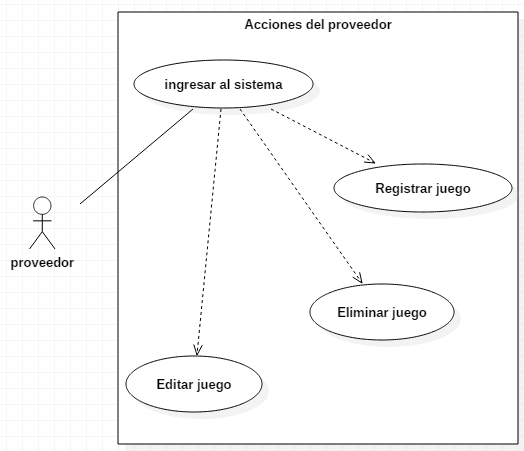 Acciones del proveedor
ingresar al sistema
Registrar juego
proveedor
Eliminar juego
Editar juego